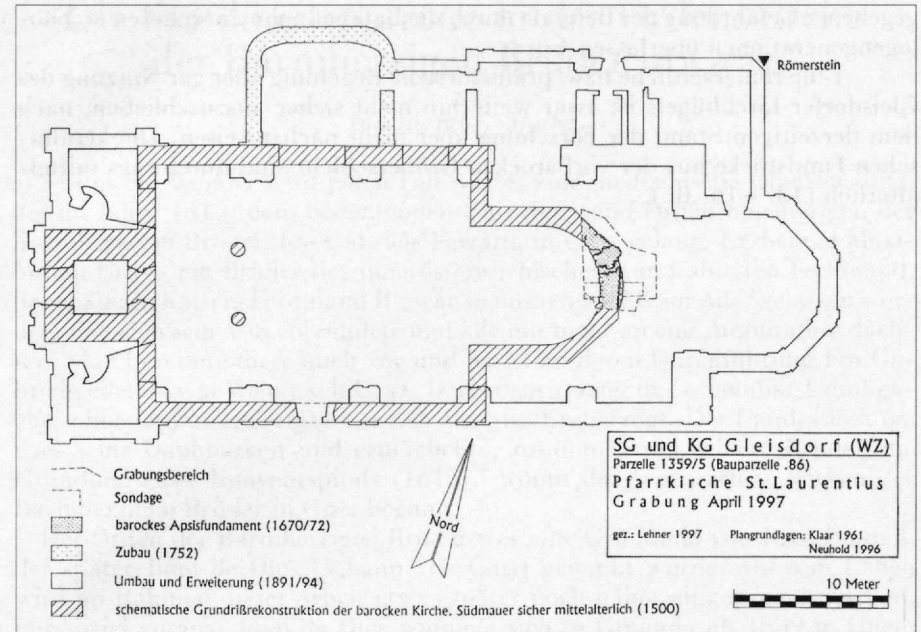 Römerstein
Grabungsbereich
Sondage
barockes Apsisfundament (1670/72)
Zubau (1752)
Umbau und Erweiterung (1891/94)
schematische Grundrißrekonstruktion der barocken Kirche, Südmauer sicher mittelalterlich (1500)
Nord
SG und KG Gleisdorf (WZ)
Parzelle 1359/5 (Bauparzelle .86)
Pfarrkirche St.Laurentius
Grabung April 1997
gez.: Lehner 1997 Plangrundlagen: Klaar 1961
Neuhold 1996
10 Meter